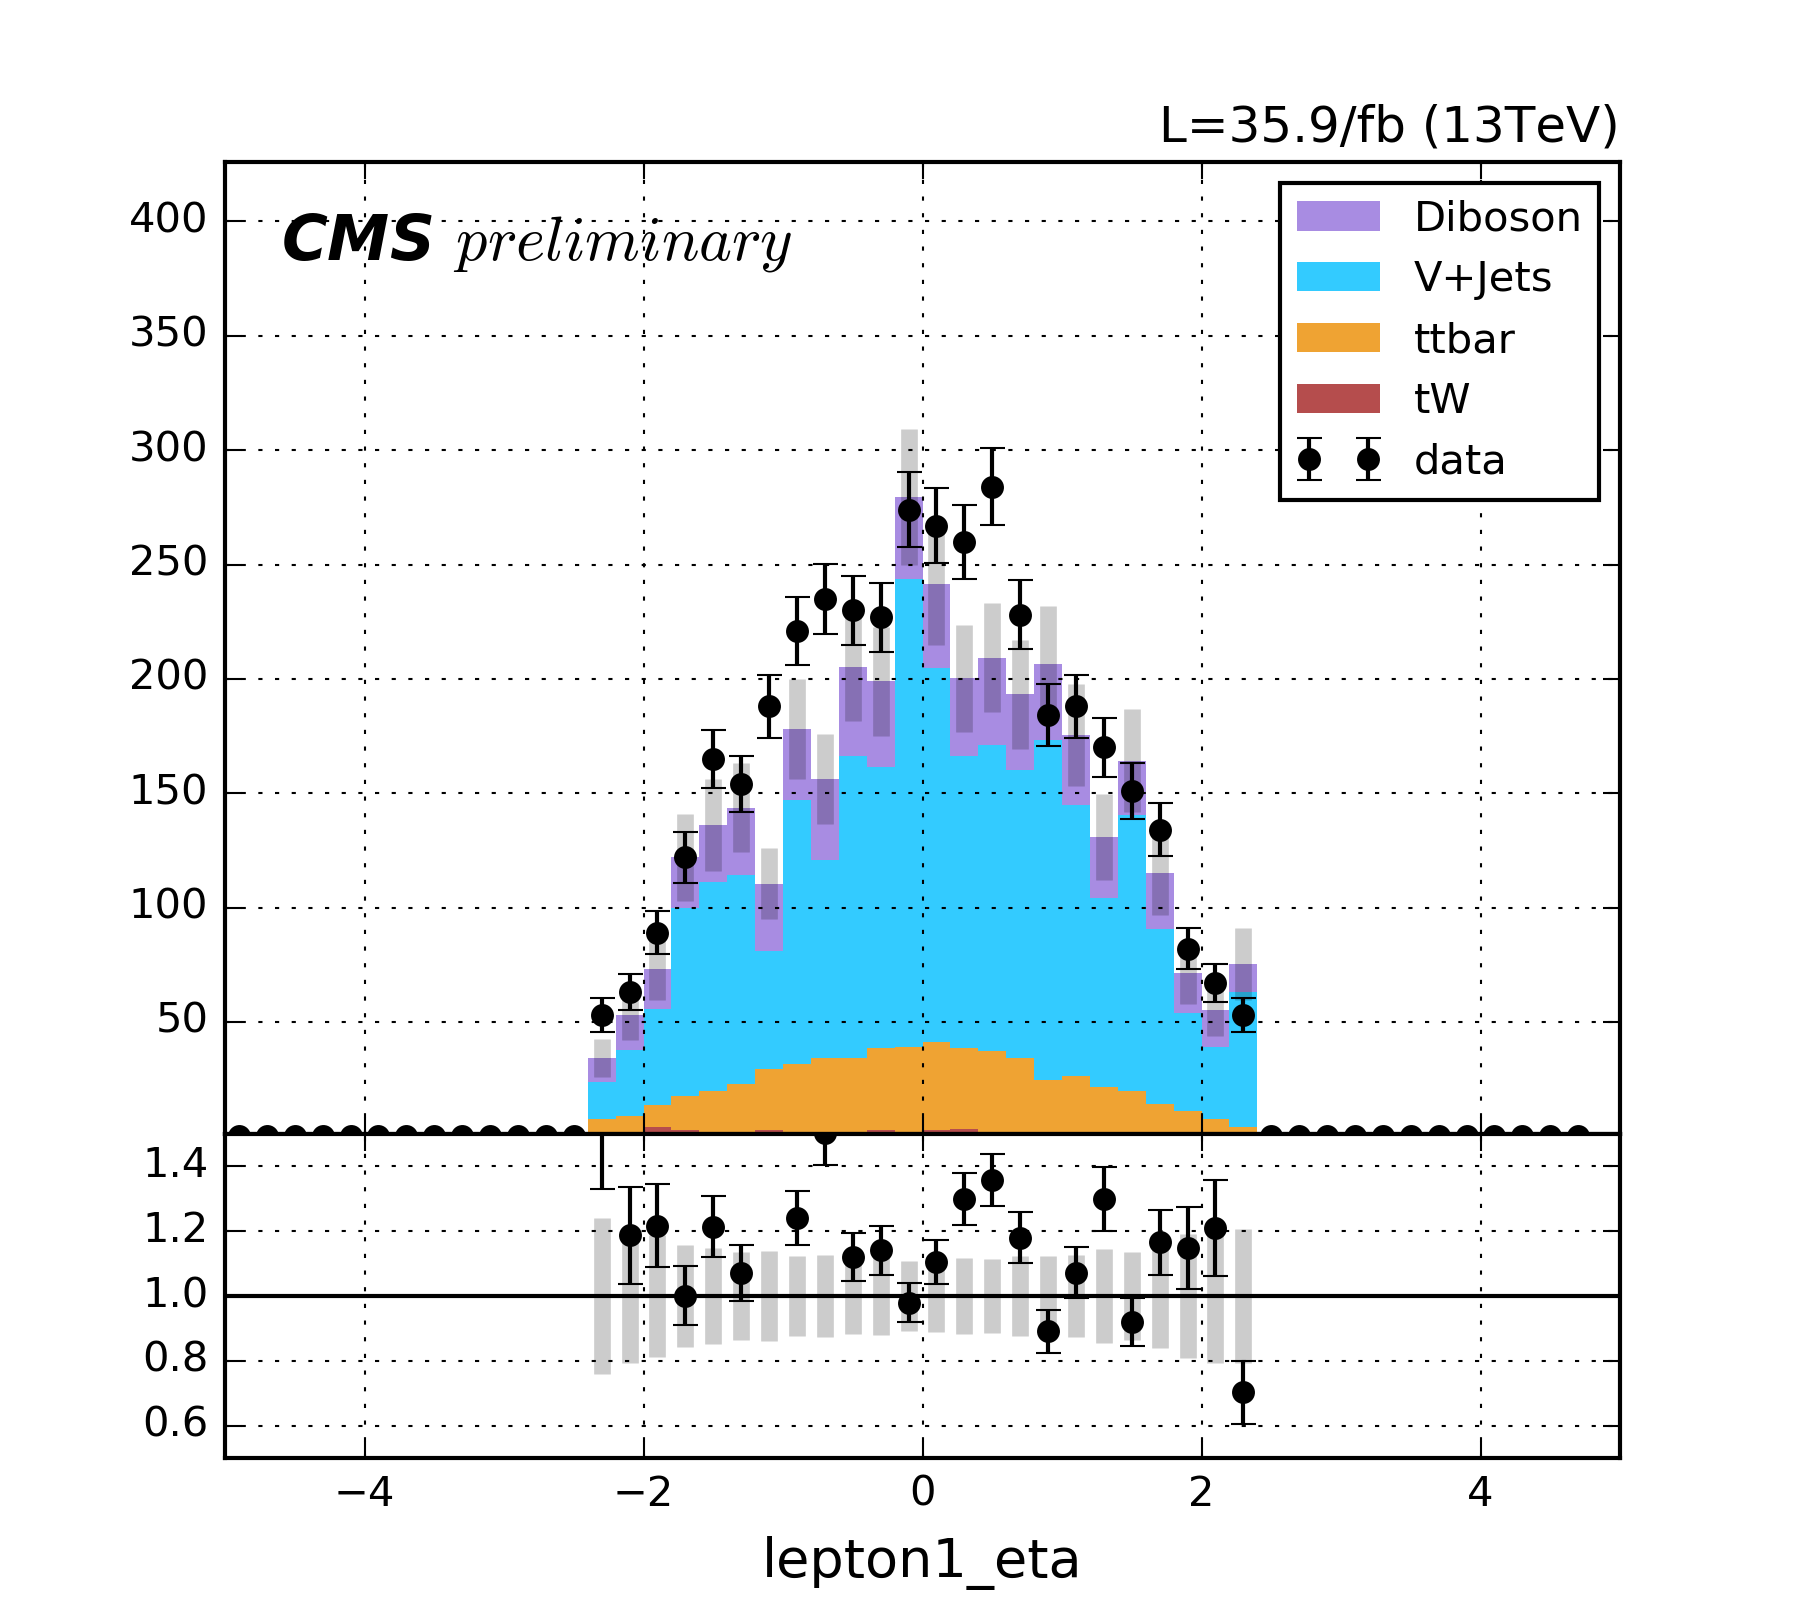 L=35.9/fb (13TeV)
CMS preliminary
Diboson
V+Jets
ttbar
tW
data
400
350
300
250
200
150
100
50
1.4
1.2
1.0
0.8
0.6
−4 −2 0 2 4
lepton1_eta